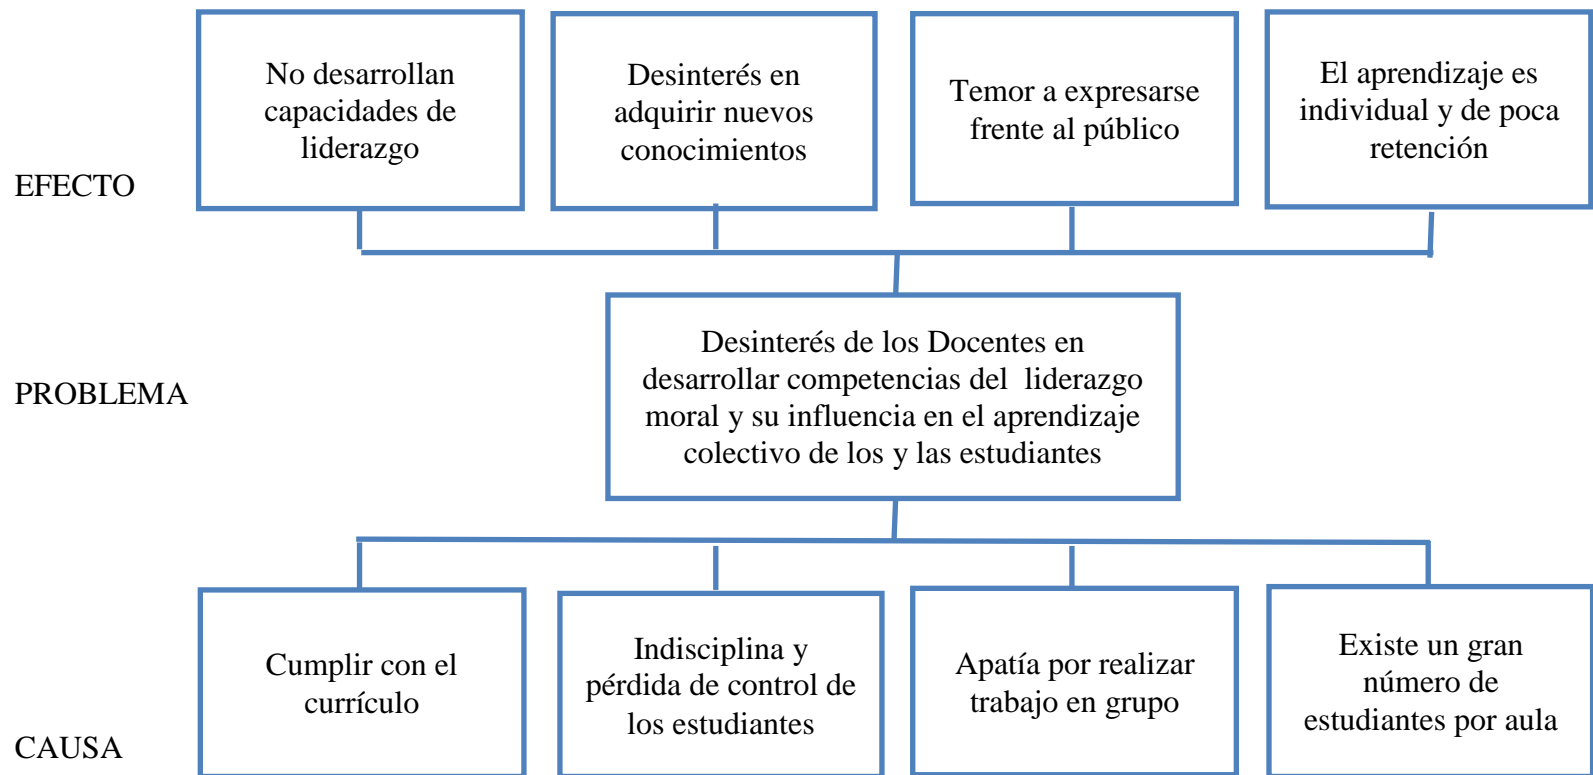 No desarrollan
capacidades de
liderazgo
Desinterés en
adquirir nuevos
conocimientos
Temor a expresarse
frente al público
El aprendizaje es
individual y de poca
retención
EFECTO
Desinterés de los Docentes en
desarrollar competencias del liderazgo
moral y su influencia en el aprendizaje
colectivo de los y las estudiantes
PROBLEMA
Cumplir con el
currículo
Indisciplina y
pérdida de control de
los estudiantes
Apatía por realizar
trabajo en grupo
Existe un gran
número de
estudiantes por aula
CAUSA